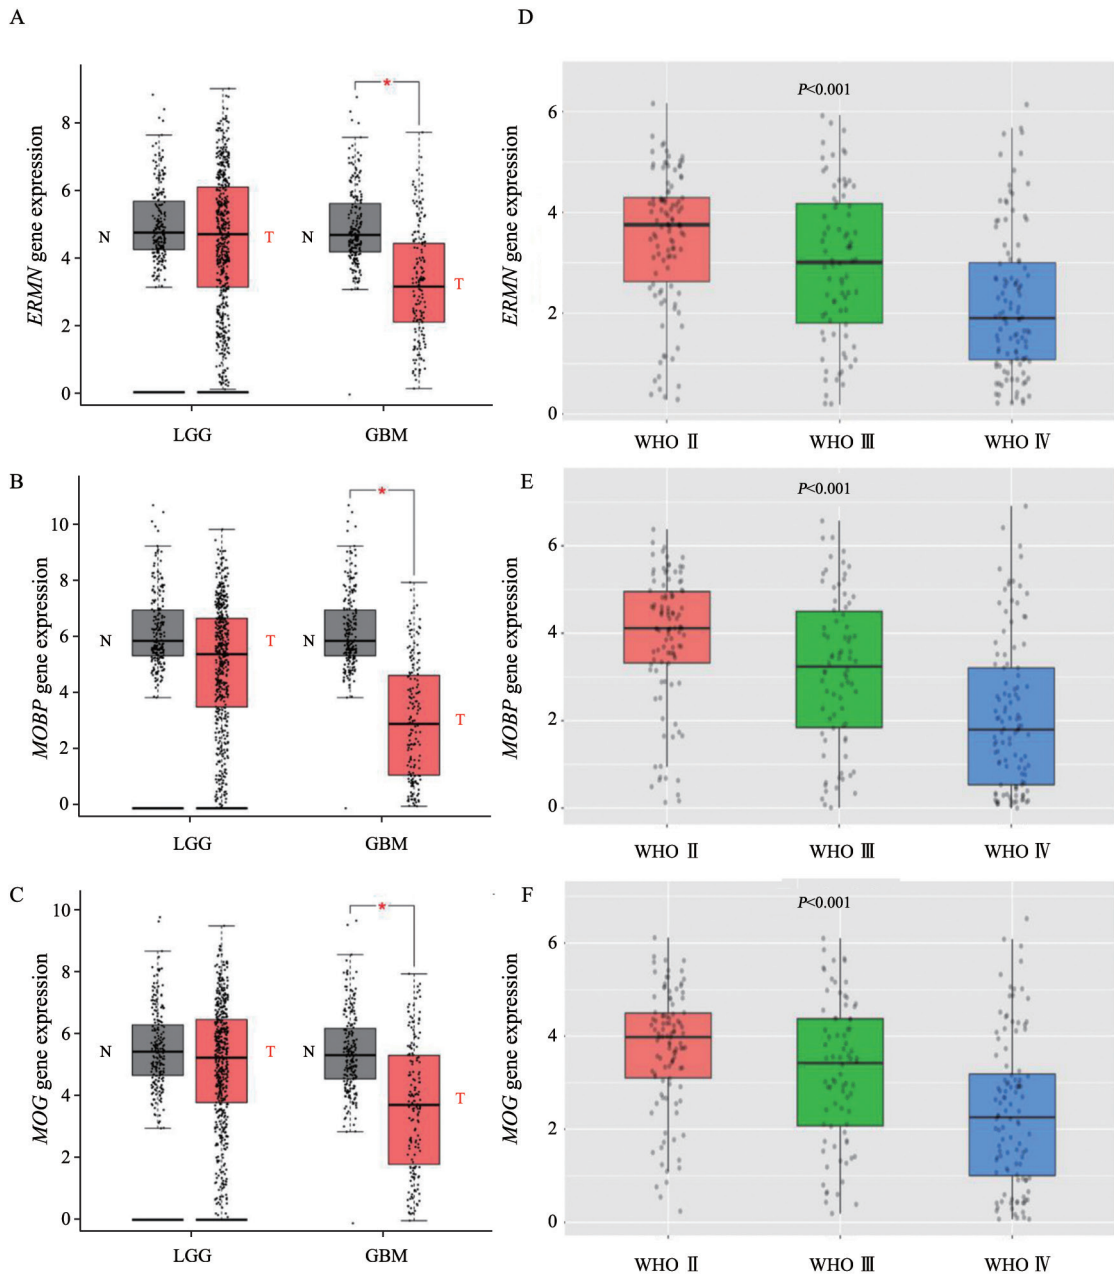 A
ERMN gene expression
8
6
4
2
0
N
T
*
N
T
LGG
GBM
D
ERMN gene expression
P<0.001
6
4
2
0
WHO Ⅱ
WHO Ⅲ
WHO Ⅳ
B
MOBP gene expression
10
8
6
4
2
0
N
T
*
N
T
LGG
GBM
E
MOBP gene expression
P<0.001
6
4
2
0
WHO Ⅱ
WHO Ⅲ
WHO Ⅳ
C
MOG gene expression
10
8
6
4
2
0
N
T
*
N
T
LGG
GBM
F
MOG gene expression
P<0.001
6
4
2
0
WHO Ⅱ
WHO Ⅲ
WHO Ⅳ